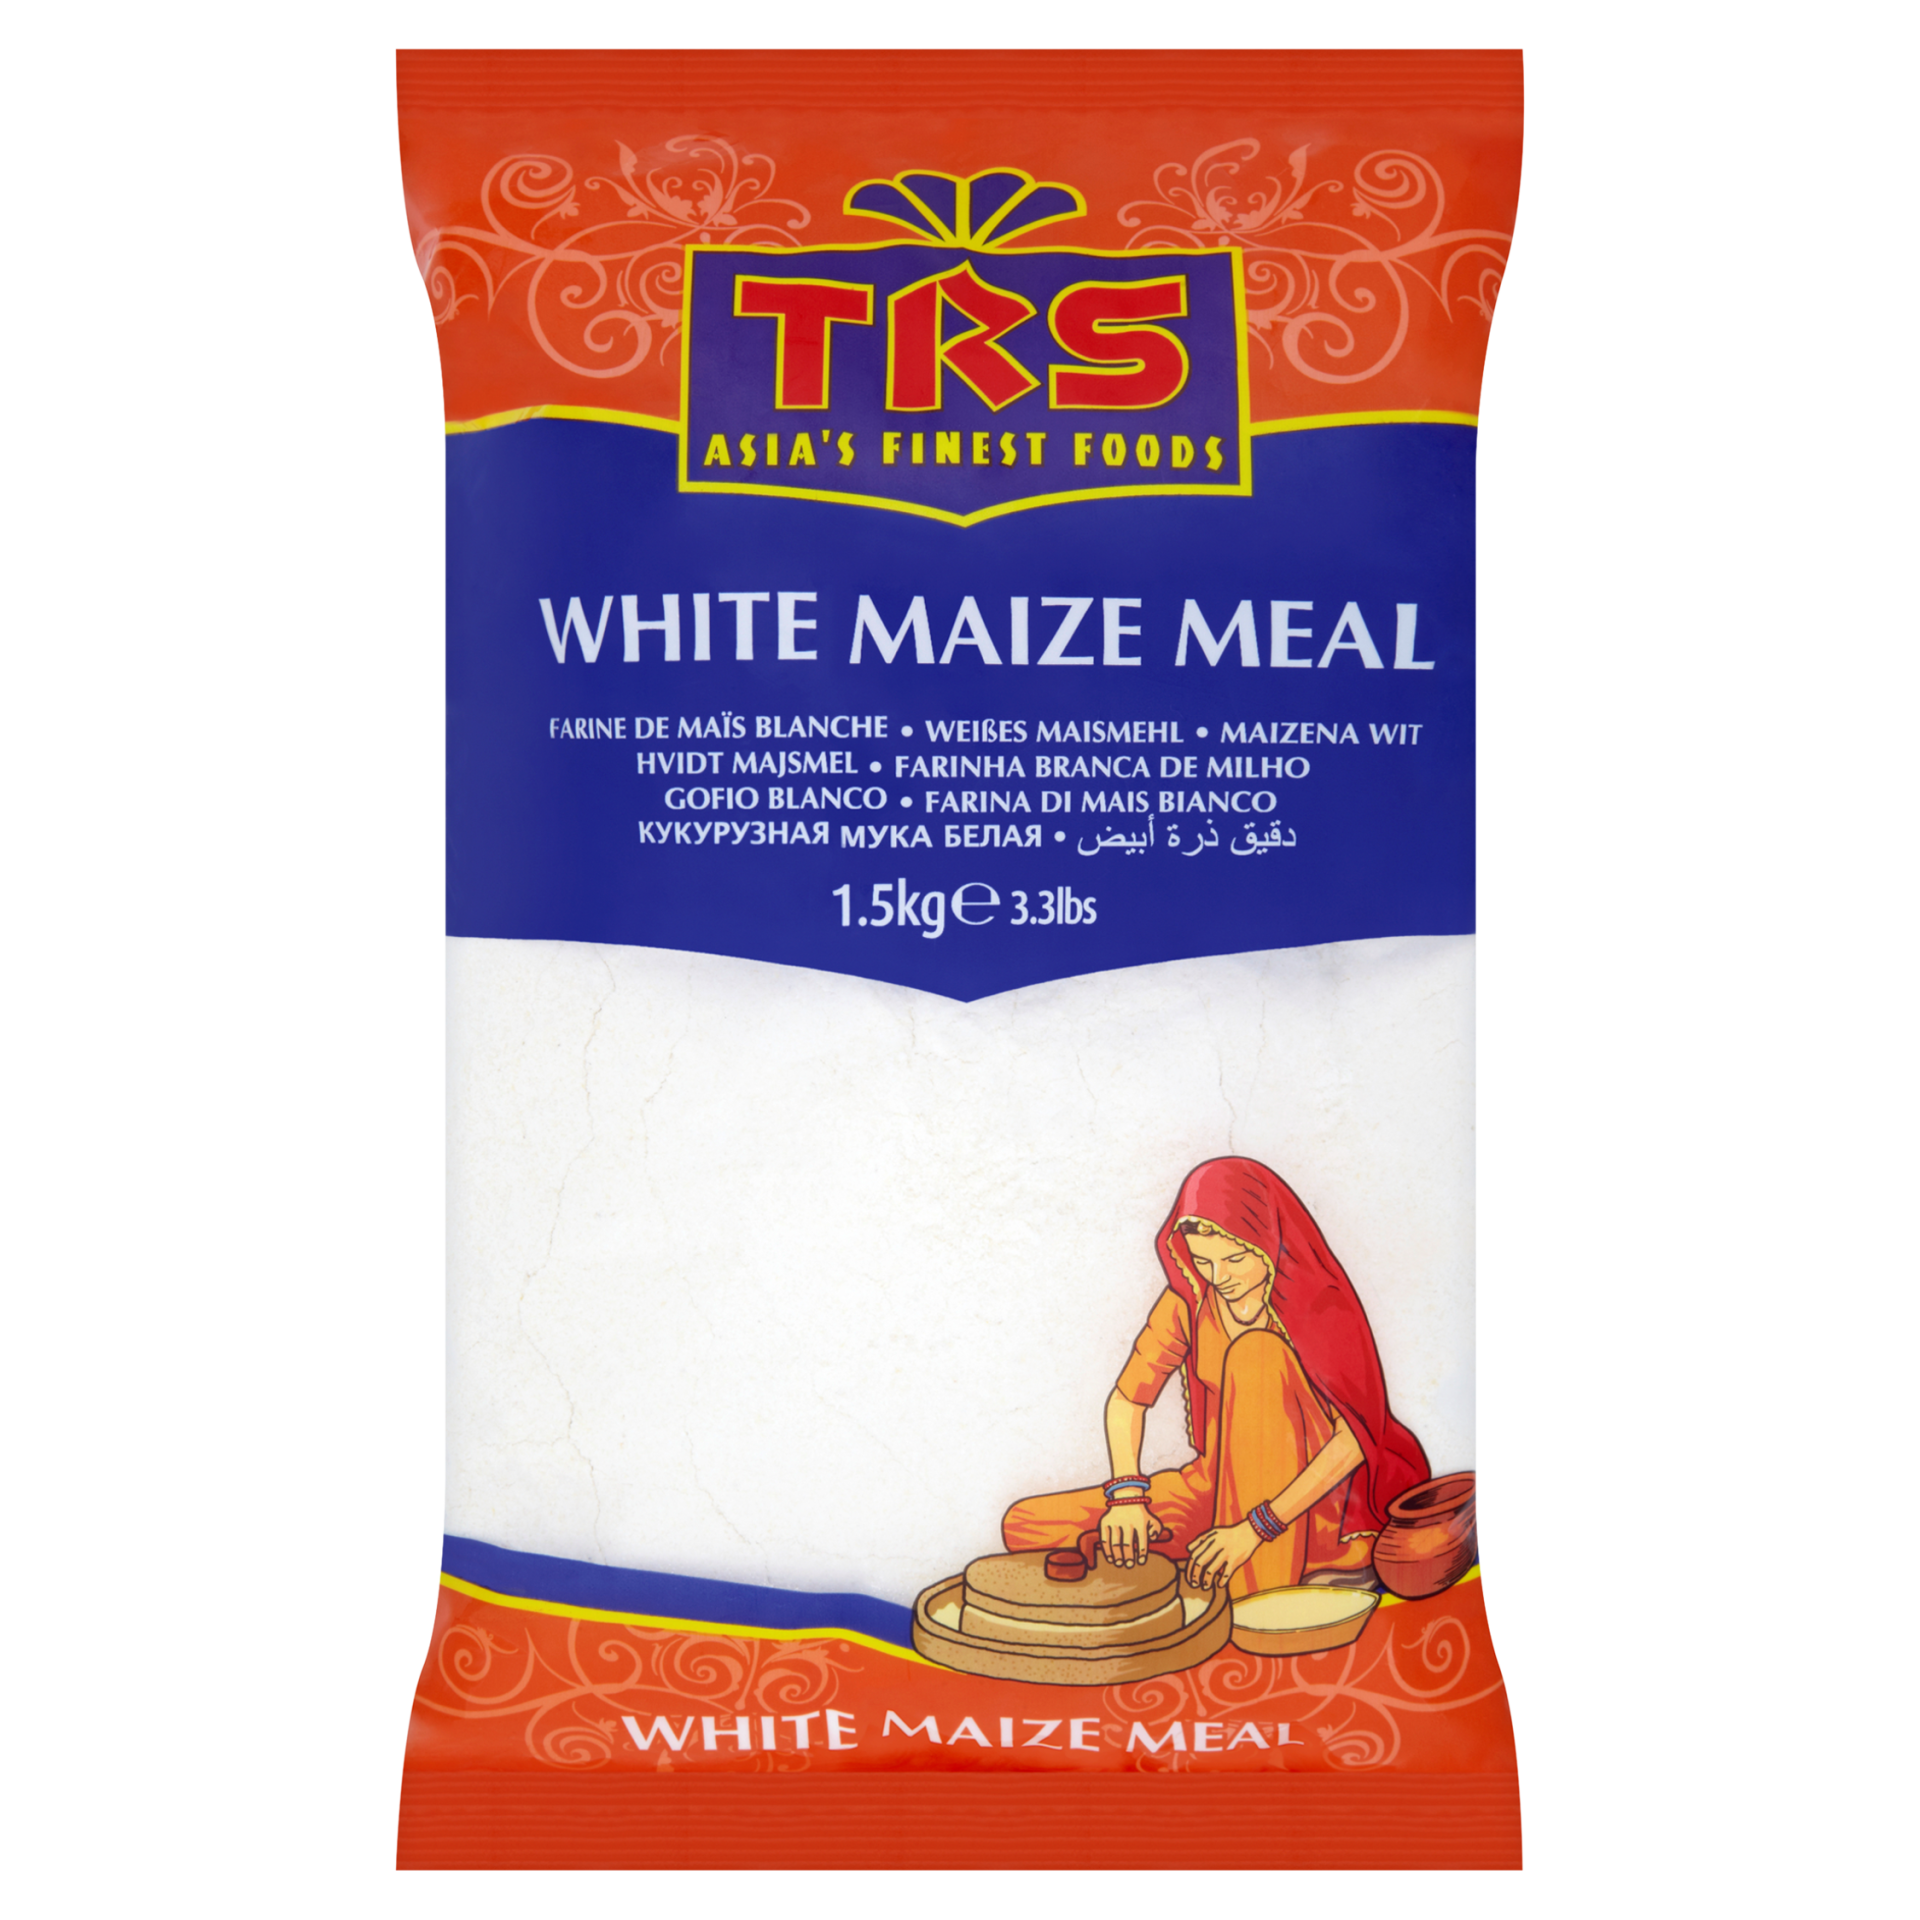 TRS
ASIA'S FINEST FOODS
WHITE MAIZE MEAL
FARINE DE MAÏS BLANCHE • WEIßES MAISMEHL • MAIZENA WIT
HVIDT MAJSMEL • FARINHA BRANCA DE MILHO
GOFIO BLANCO • FARINA DI MAIS BIANCO
КУКУРУЗНАЯ МУКА БЕЛАЯ • دقيق ذرة أبيض
1.5kg℮ 3.3lbs
WHITE MAIZE MEAL